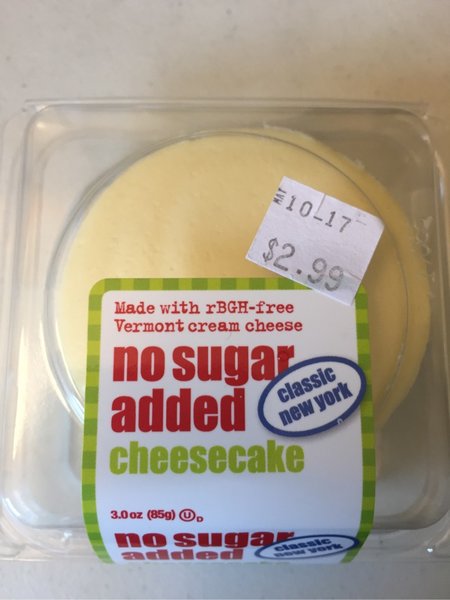 MAY
10-17
$2.99
Made with rBGH-free
Vermont cream cheese
no sugar
added
classic
new york
cheesecake
3.0 oz (85g) U D
no sugar
added
classic
new york